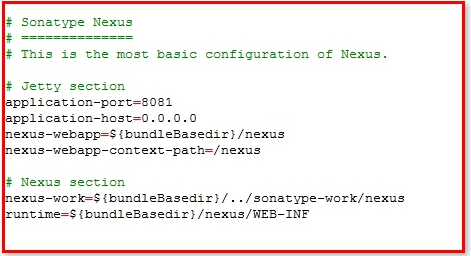 # Sonatype Nexus
# ==============
# This is the most basic configuration of Nexus.
# Jetty section
application-port=8081
application-host=0.0.0.0
nexus-webapp=${bundleBasedir}/nexus
nexus-webapp-context-path=/nexus
# Nexus section
nexus-work=${bundleBasedir}/../sonatype-work/nexus
runtime=${bundleBasedir}/nexus/WEB-INF